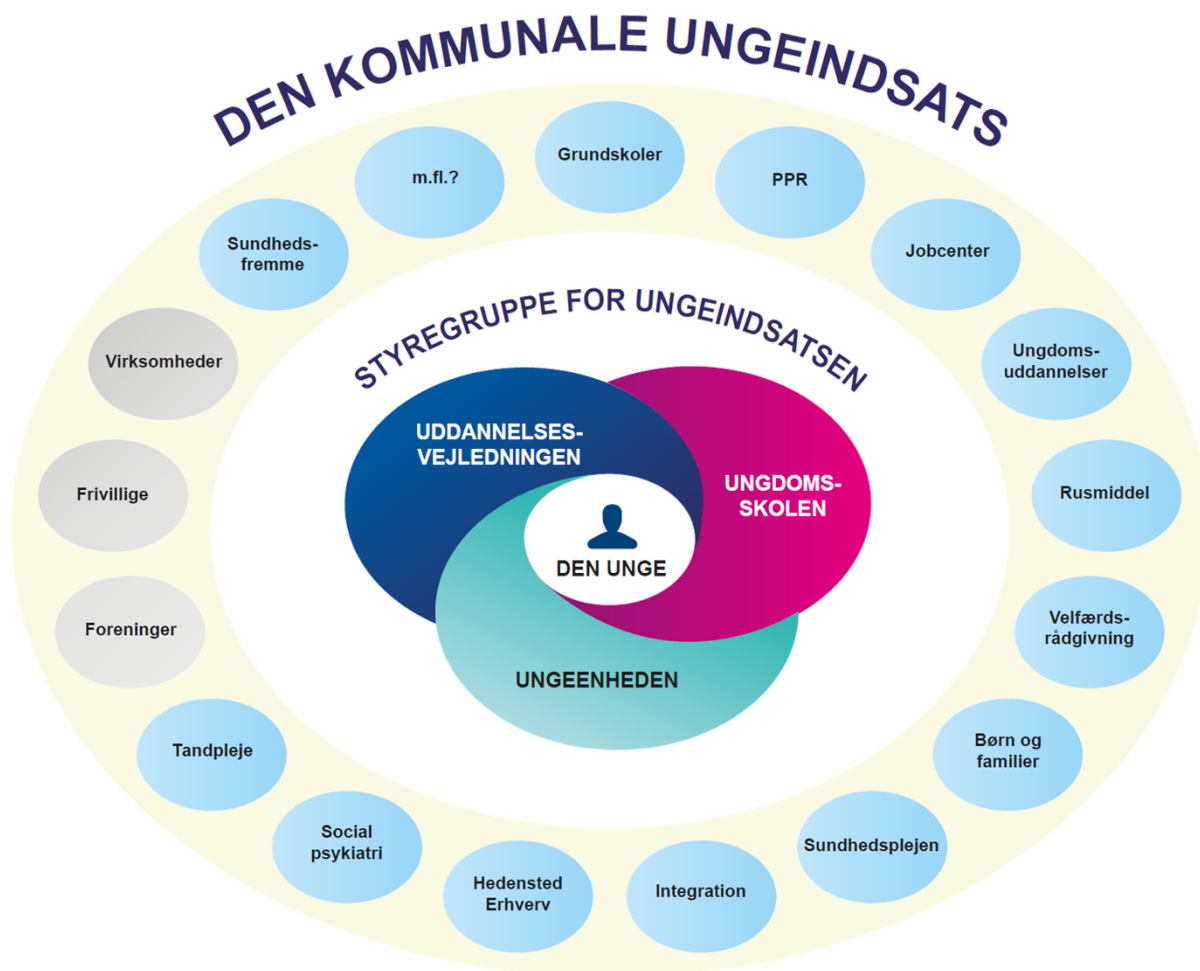 DEN KOMMUNALE UNGEINDSATS
Grundskoler
PPR
Jobcenter
Ungdoms-
uddannelser
Rusmiddel
Velfærds-
rådgivning
Børn og
familier
Sundhedsplejen
Integration
Hedensted
Erhverv
Social
psykiatri
Tandpleje
Foreninger
Frivillige
Virksomheder
Sundheds-
fremme
m.fl.?
STYREGRUPPE FOR UNGEINDSATSEN
UDDANNELSES-
VEJLEDNINGEN
UNGDOMS-
SKOLEN
DEN UNGE
UNGEENHEDEN